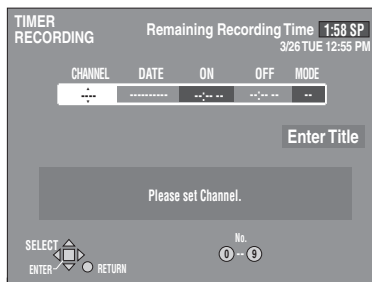 TIMER
RECORDING
Remaining Recording Time 1:58 SP
3/26 TUE 12:55 PM
CHANNEL DATE ON OFF MODE
-:--- ---------- --:-- -- --:-- -- --
Enter Title
Please set Channel.
SELECT
ENTER
RETURN
No.
0 -- 9